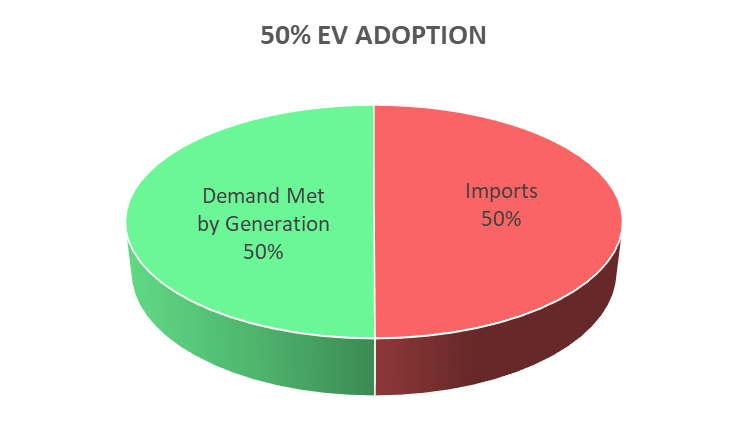 50% EV ADOPTION
Demand Met
by Generation
50%
Imports
50%